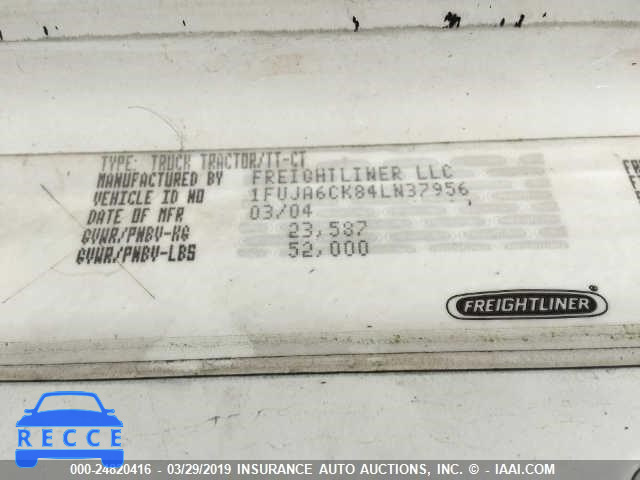 TYPE: TRUCK TRACTOR/TT-CT
MANUFACTURED BY FREIGHTLINER LLC
VEHICLE ID NO 1FUJA6CK84LN37956
DATE OF MFR 03/04
GVWR/PNBV-KG 23,587
GVWR/PNBV-LBS 52,000
FREIGHTLINER
RECCE
000-24820416 - 03/29/2019 - INSURANCE AUTO AUCTIONS, INC. - © - IAAI.COM